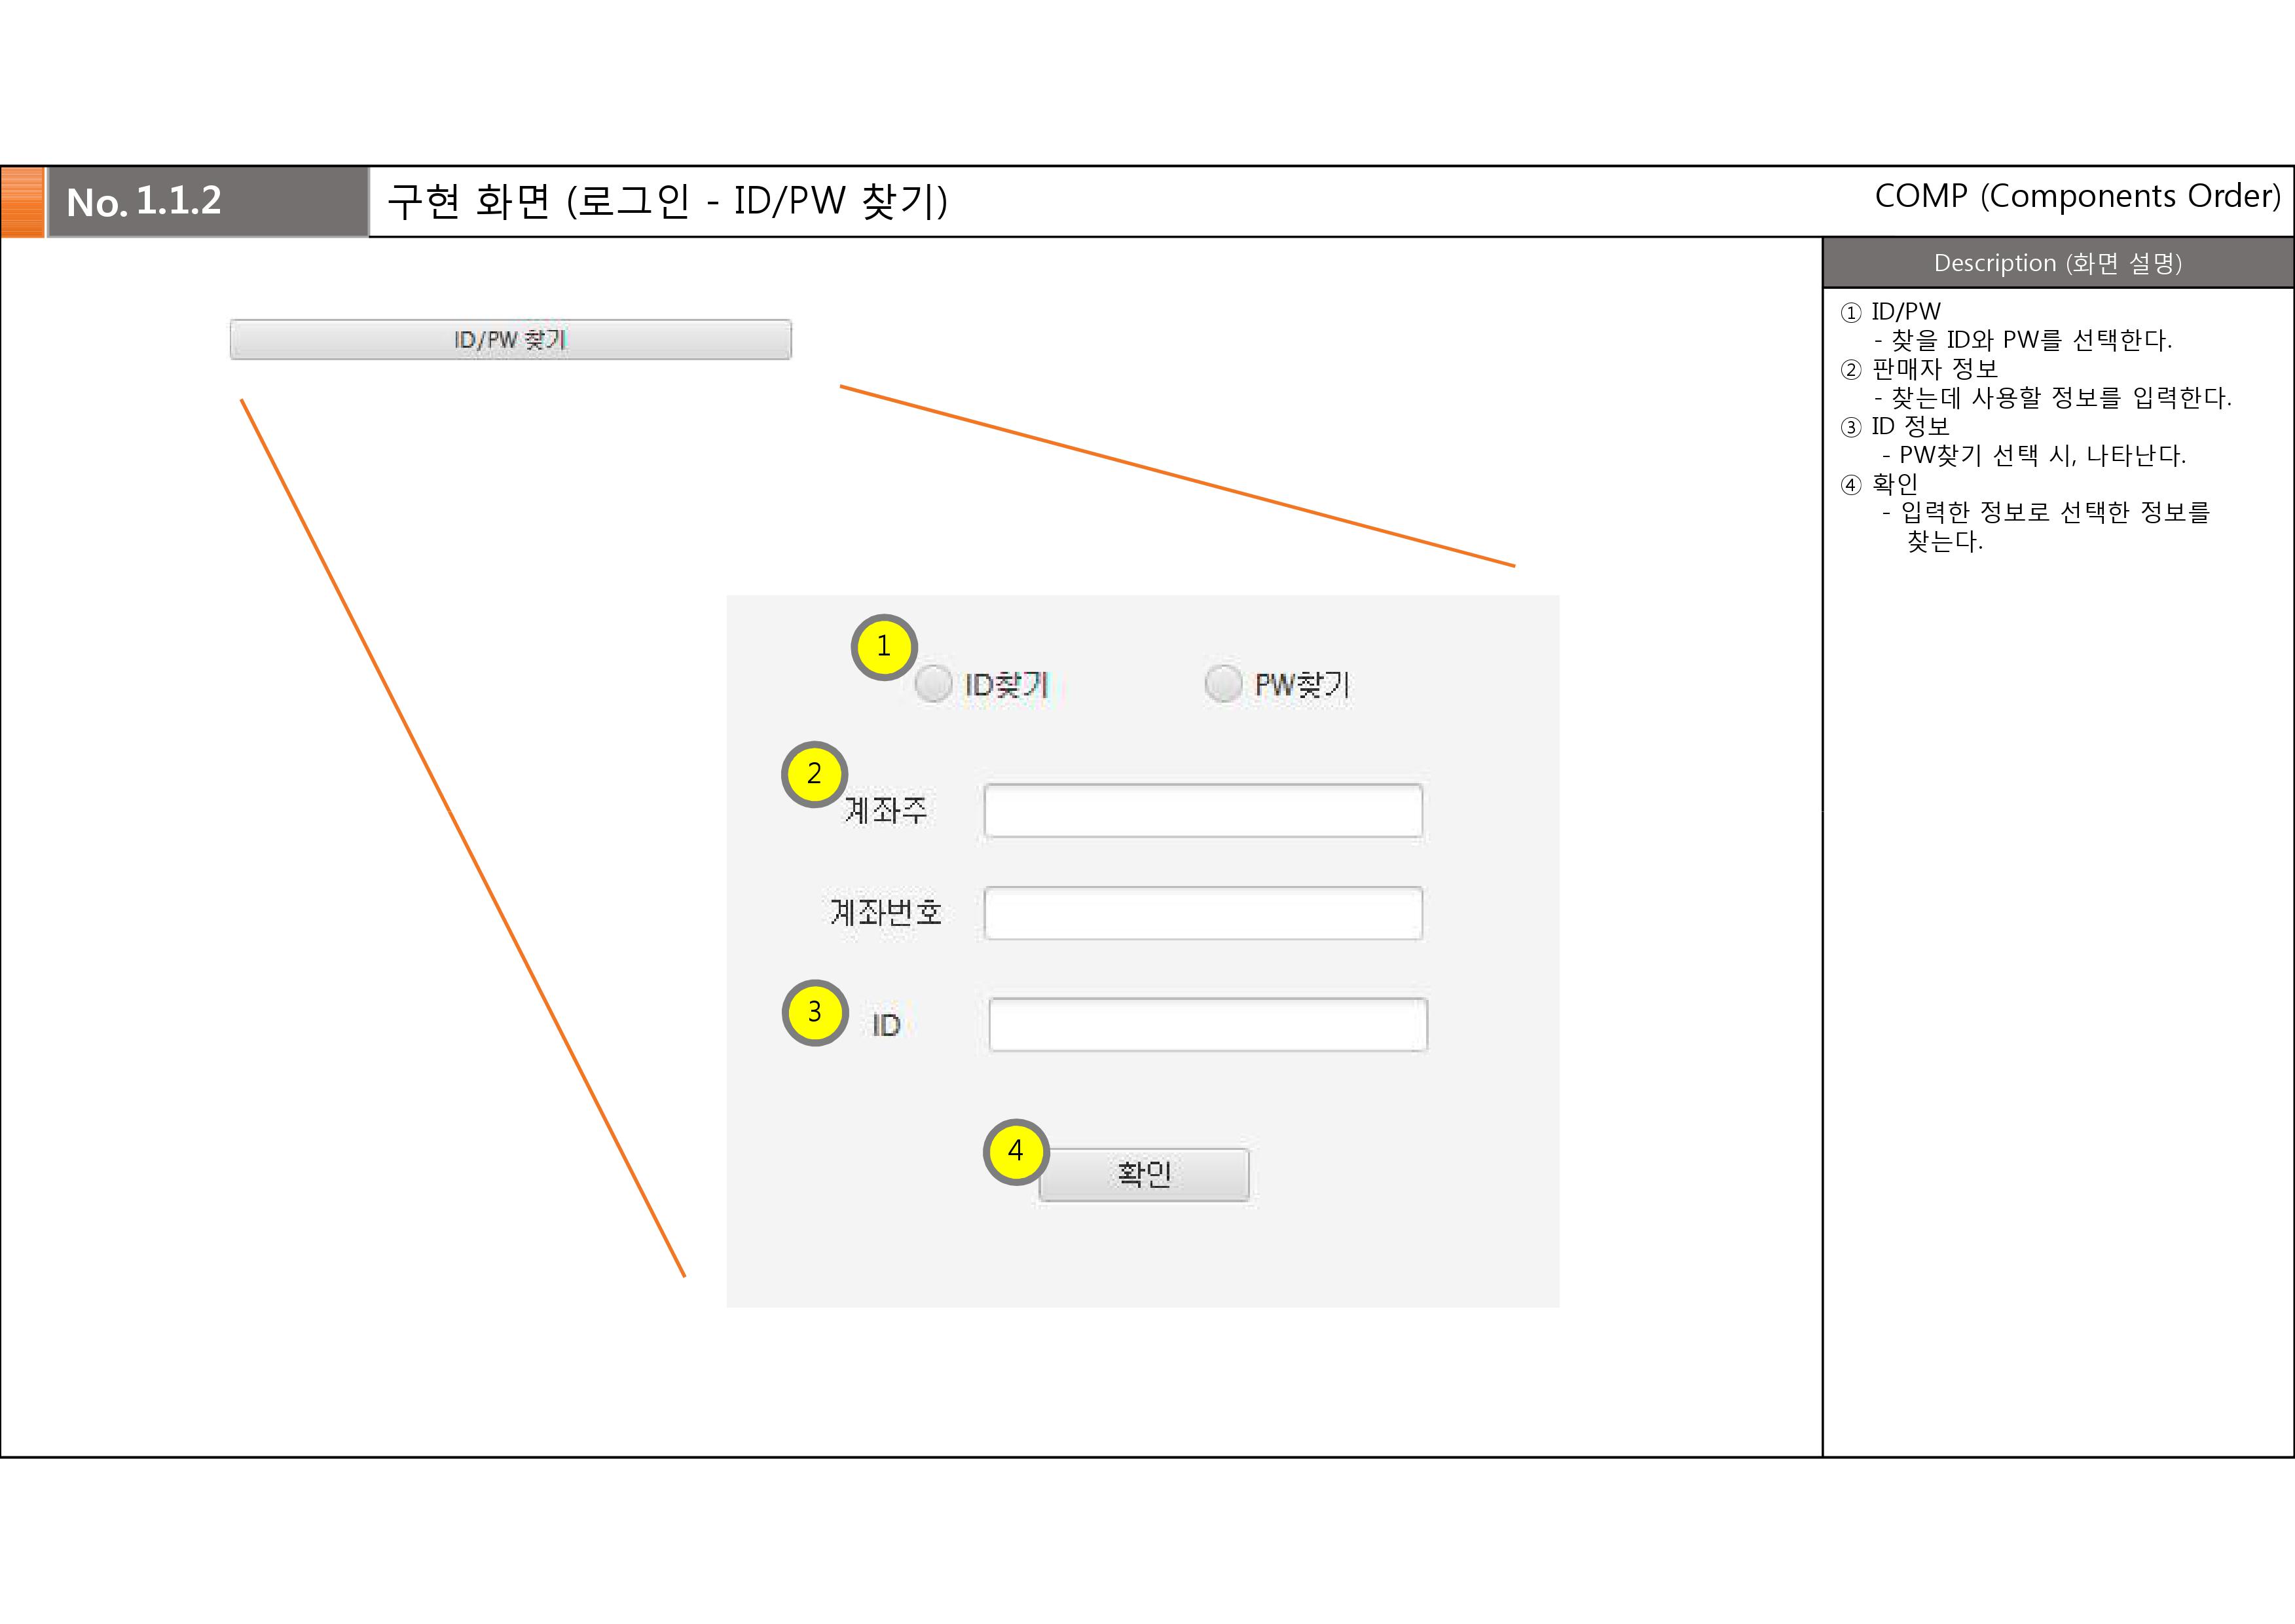 No. 1.1.2
구현 화면 (로그인 - ID/PW 찾기)
COMP (Components Order)
ID/PW 찾기
1
ID찾기
PW찾기
2
계좌주
계좌번호
3
ID
4
확인
Description (화면 설명)
① ID/PW
- 찾을 ID와 PW를 선택한다.
② 판매자 정보
- 찾는데 사용할 정보를 입력한다.
③ ID 정보
- PW찾기 선택 시, 나타난다.
④ 확인
- 입력한 정보로 선택한 정보를
찾는다.